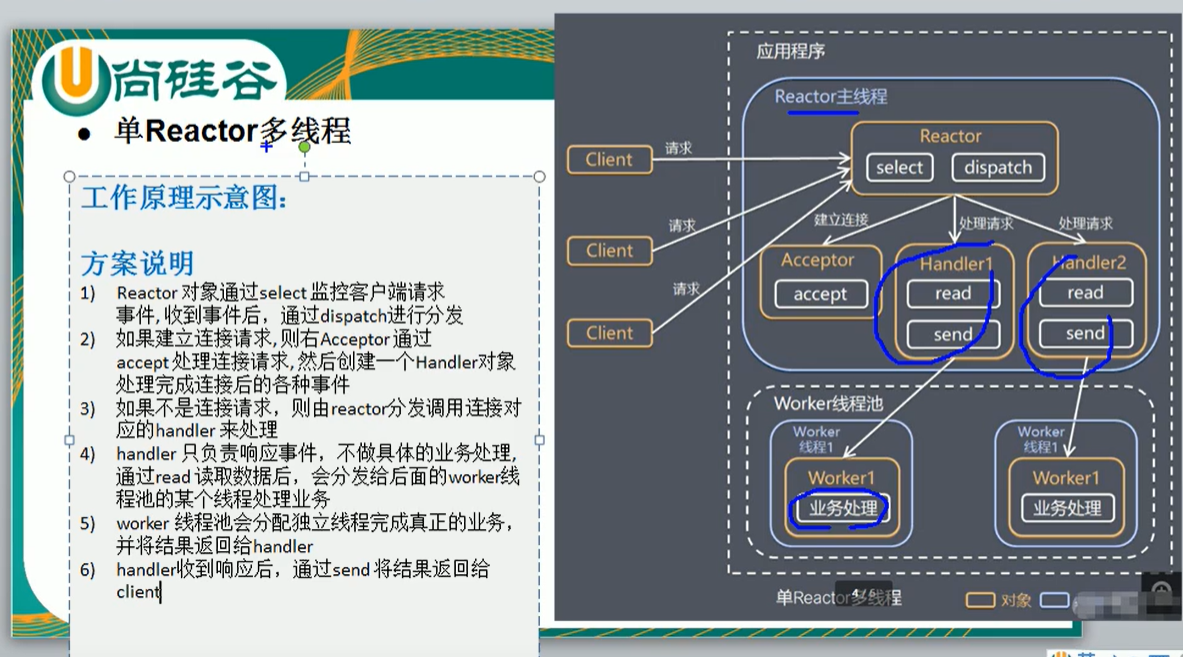 尚硅谷
单Reactor多线程
工作原理示意图:
方案说明
1) Reactor 对象通过select 监控客户端请求
事件, 收到事件后，通过dispatch进行分发
2) 如果建立连接请求, 则右Acceptor 通过
accept 处理连接请求, 然后创建一个Handler对象
处理完成连接后的各种事件
3) 如果不是连接请求，则由reactor分发调用连接对
应的handler 来处理
4) handler 只负责响应事件，不做具体的业务处理,
通过read 读取数据后，会分发给后面的worker线
程池的某个线程处理业务
5) worker 线程池会分配独立线程完成真正的业务，
并将结果返回给handler
6) handler收到响应后，通过send 将结果返回给
client
应用程序
Reactor主线程
Reactor
select
dispatch
Client
请求
Client
请求
Client
请求
建立连接
处理请求
处理请求
Acceptor
accept
Handler1
read
send
Handler2
read
send
Worker线程池
Worker
线程1
Worker1
业务处理
Worker
线程1
Worker1
业务处理
单Reactor多线程
对象